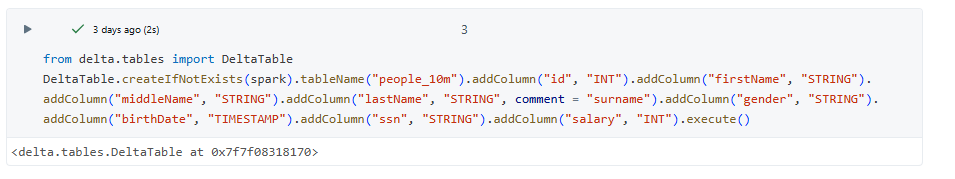 3 days ago (2s)
3
from delta.tables import DeltaTable
DeltaTable.createIfNotExists(spark).tableName("people_10m").addColumn("id", "INT").addColumn("firstName", "STRING").
addColumn("middleName", "STRING").addColumn("lastName", "STRING", comment = "surname").addColumn("gender", "STRING").
addColumn("birthDate", "TIMESTAMP").addColumn("ssn", "STRING").addColumn("salary", "INT").execute()
<delta.tables.DeltaTable at 0x7f7f08318170>